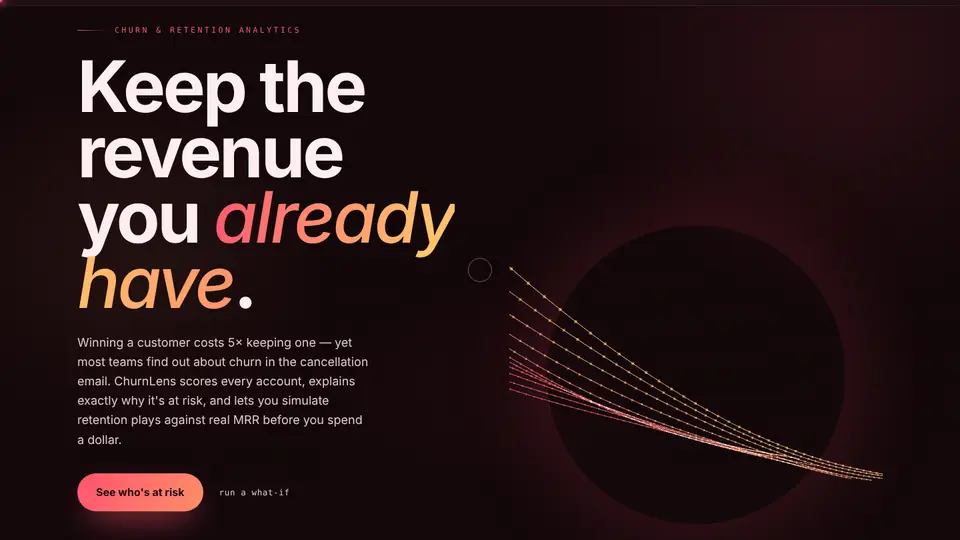 CHURN & RETENTION ANALYTICS
Keep the
revenue
you already
have.
Winning a customer costs 5× keeping one — yet
most teams find out about churn in the cancellation
email. ChurnLens scores every account, explains
exactly why it's at risk, and lets you simulate
retention plays against real MRR before you spend
a dollar.
See who's at risk
run a what-if